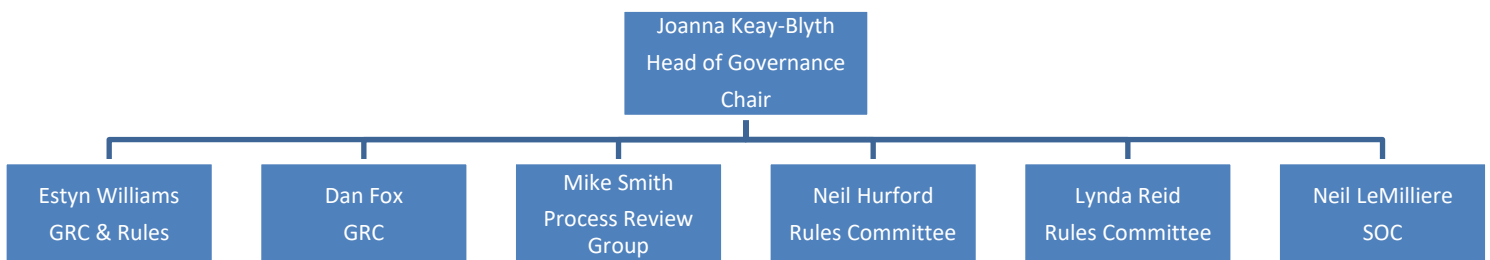 Joanna Keay-Blyth
Head of Governance
Chair
Estyn Williams
GRC & Rules
Dan Fox
GRC
Mike Smith
Process Review
Group
Neil Hurford
Rules Committee
Lynda Reid
Rules Committee
Neil LeMilliere
SOC